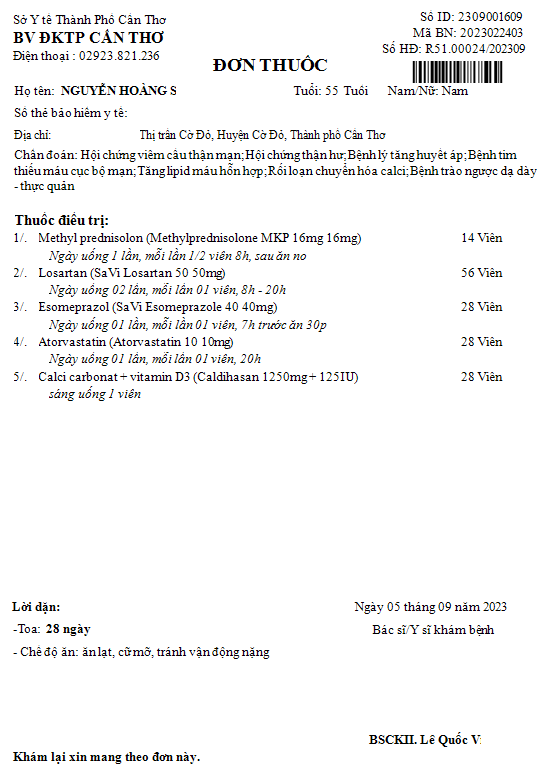 Sở Y tế Thành Phố Cần Thơ
BV ĐKTP CẦN THƠ
Điện thoại : 02923.821.236
Số ID: 2309001609
Mã BN: 2023022403
Số HĐ: R51.00024/202309
ĐƠN THUỐC
Họ tên: NGUYỄN HOÀNG S
Tuổi: 55 Tuổi Nam/Nữ: Nam
Số thẻ bảo hiểm y tế:
Địa chỉ: Thị trấn Cờ Đỏ, Huyện Cờ Đỏ, Thành phố Cần Thơ
Chẩn đoán: Hội chứng viêm cầu thận mạn; Hội chứng thận hư; Bệnh lý tăng huyết áp; Bệnh tim
thiếu máu cục bộ mạn; Tăng lipid máu hỗn hợp; Rối loạn chuyển hóa calci; Bệnh trào ngược dạ dày
- thực quản
Thuốc điều trị:
1/. Methyl prednisolon (Methylprednisolone MKP 16mg 16mg) 14 Viên
Ngày uống 1 lần, mỗi lần 1/2 viên 8h, sau ăn no
2/. Losartan (SaVi Losartan 50 50mg) 56 Viên
Ngày uống 02 lần, mỗi lần 01 viên, 8h - 20h
3/. Esomeprazol (SaVi Esomeprazole 40 40mg) 28 Viên
Ngày uống 01 lần, mỗi lần 01 viên, 7h trước ăn 30p
4/. Atorvastatin (Atorvastatin 10 10mg) 28 Viên
Ngày uống 01 lần, mỗi lần 01 viên, 20h
5/. Calci carbonat + vitamin D3 (Caldihasan 1250mg + 125IU) 28 Viên
sáng uống 1 viên
Lời dặn:
Ngày 05 tháng 09 năm 2023
-Toa: 28 ngày
Bác sĩ/Y sĩ khám bệnh
- Chế độ ăn: ăn lạt, cữ mỡ, tránh vận động nặng
BSCKII. Lê Quốc V
Khám lại xin mang theo đơn này.